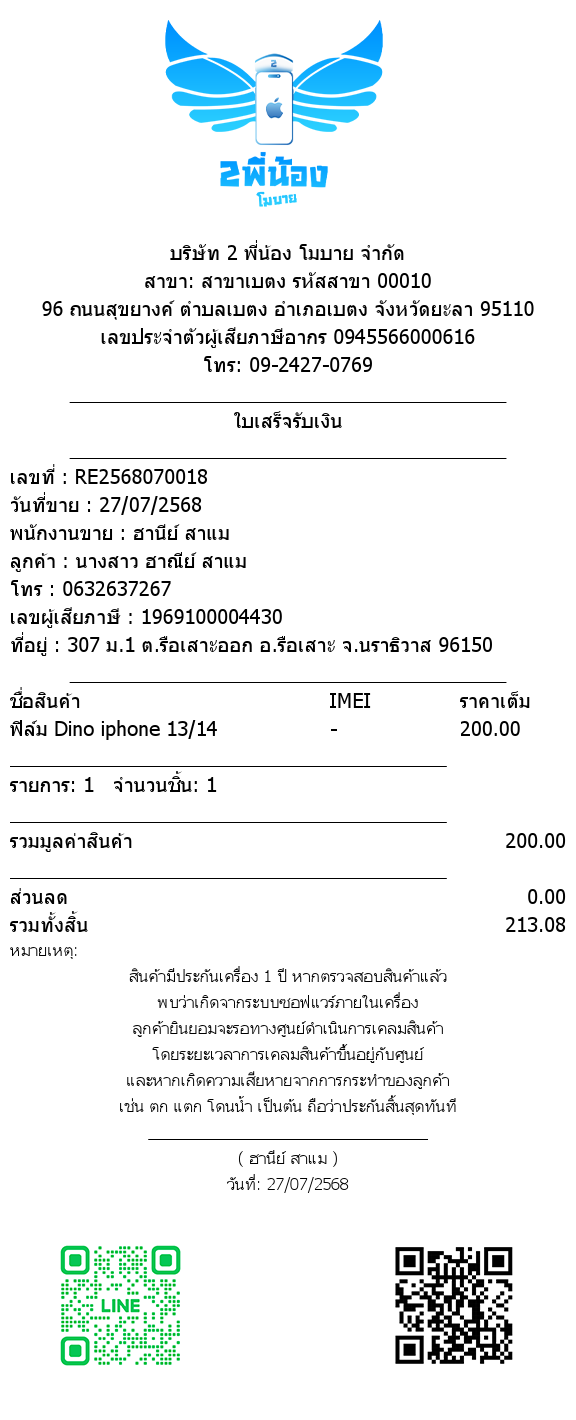 2
2พี่น้อง
โมบาย
บริษัท 2 พี่น้อง โมบาย จำกัด
สาขา: สาขาเบตง รหัสสาขา 00010
96 ถนนสุขยางค์ ตำบลเบตง อำเภอเบตง จังหวัดยะลา 95110
เลขประจำตัวผู้เสียภาษีอากร 0945566000616
โทร: 09-2427-0769
ใบเสร็จรับเงิน
เลขที่ : RE2568070018
วันที่ขาย : 27/07/2568
พนักงานขาย : ฮานีย์ สาแม
ลูกค้า : นางสาว ฮาณีย์ สาแม
โทร : 0632637267
เลขผู้เสียภาษี : 1969100004430
ที่อยู่ : 307 ม.1 ต.รือเสาะออก อ.รือเสาะ จ.นราธิวาส 96150
ชื่อสินค้า IMEI ราคาเต็ม
ฟิล์ม Dino iphone 13/14 - 200.00
รายการ: 1 จำนวนชิ้น: 1
รวมมูลค่าสินค้า 200.00
ส่วนลด 0.00
รวมทั้งสิ้น 213.08
หมายเหตุ:
สินค้ามีประกันเครื่อง 1 ปี หากตรวจสอบสินค้าแล้ว
พบว่าเกิดจากระบบซอฟแวร์ภายในเครื่อง
ลูกค้ายินยอมจะรอทางศูนย์ดำเนินการเคลมสินค้า
โดยระยะเวลาการเคลมสินค้าขึ้นอยู่กับศูนย์
และหากเกิดความเสียหายจากการกระทำของลูกค้า
เช่น ตก แตก โดนน้ำ เป็นต้น ถือว่าประกันสิ้นสุดทันที
( ฮานีย์ สาแม )
วันที่: 27/07/2568
LINE